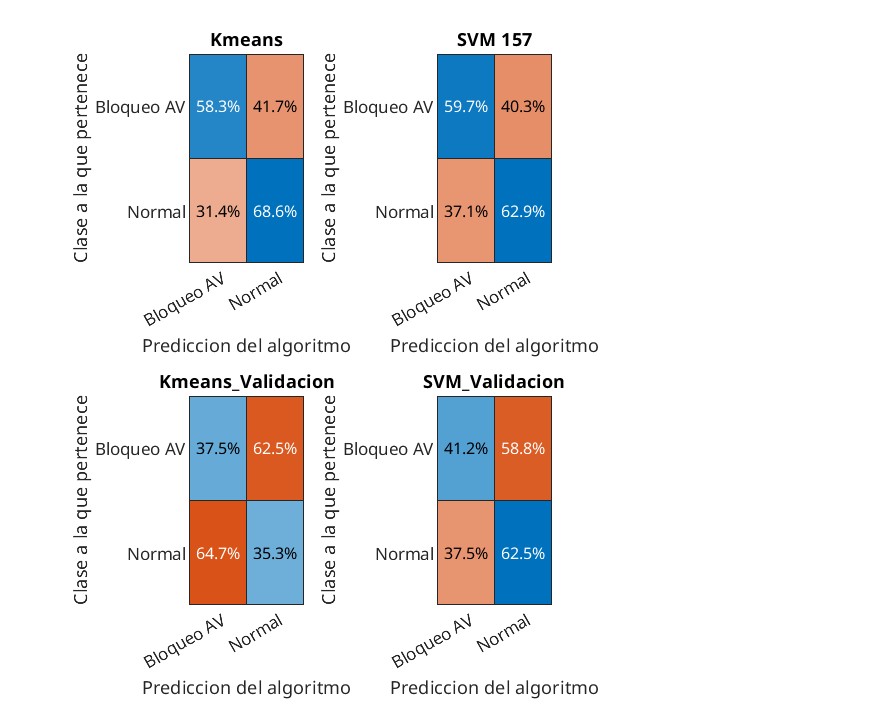 Kmeans
Clase a la que pertenece
Bloqueo AV
58.3% 41.7%
Normal
31.4% 68.6%
Bloqueo AV
Normal
Prediccion del algoritmo
SVM 157
Clase a la que pertenece
Bloqueo AV
59.7% 40.3%
Normal
37.1% 62.9%
Bloqueo AV
Normal
Prediccion del algoritmo
Kmeans_Validacion
Clase a la que pertenece
Bloqueo AV
37.5% 62.5%
Normal
64.7% 35.3%
Bloqueo AV
Normal
Prediccion del algoritmo
SVM_Validacion
Clase a la que pertenece
Bloqueo AV
41.2% 58.8%
Normal
37.5% 62.5%
Bloqueo AV
Normal
Prediccion del algoritmo